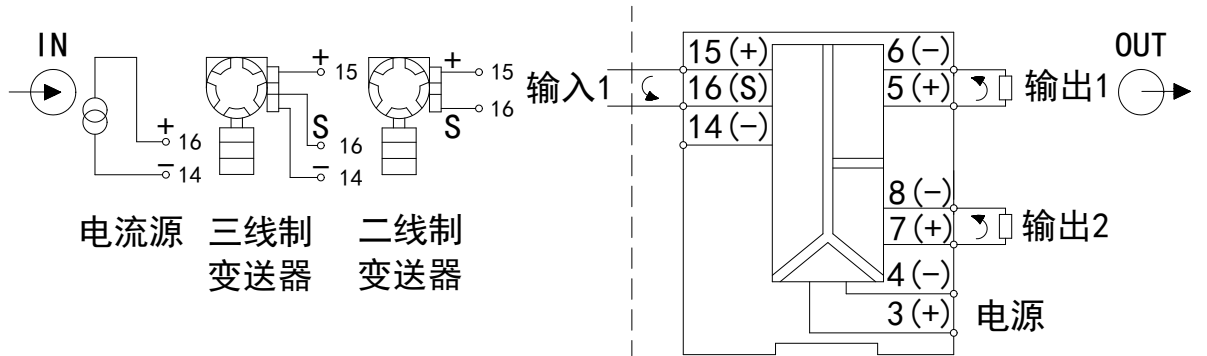 IN
+ 16
− 14
电流源
+ 15
S 16
− 14
三线制
变送器
+ 15
S 16
二线制
变送器
输入1
15(+)
16(S)
14(−)
6(−)
5(+)
输出1
OUT
8(−)
7(+)
输出2
4(−)
3(+)
电源